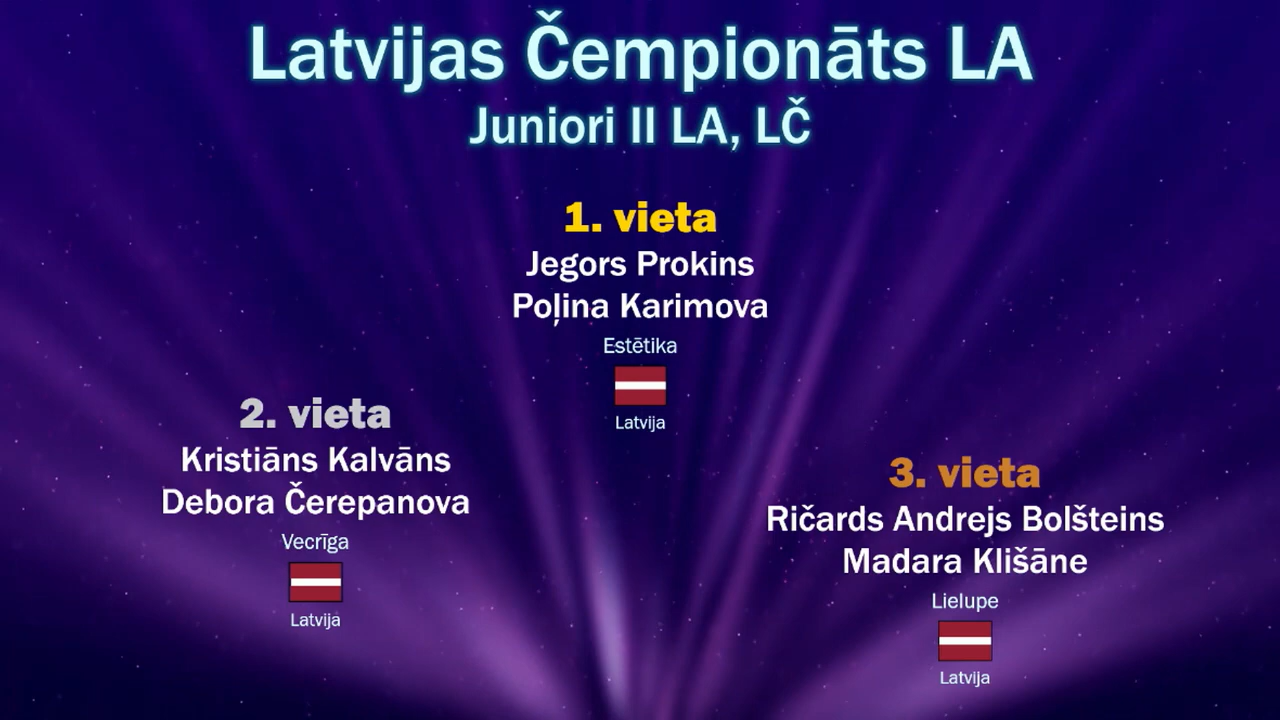 Latvijas Čempionāts LA
Juniori II LA, LČ
1. vieta
Jegors Prokins
Poļina Karimova
Estētika
Latvija
2. vieta
Kristiāns Kalvāns
Debora Čerepanova
Vecrīga
Latvija
3. vieta
Ričards Andrejs Bolšteins
Madara Klišāne
Lielupe
Latvija